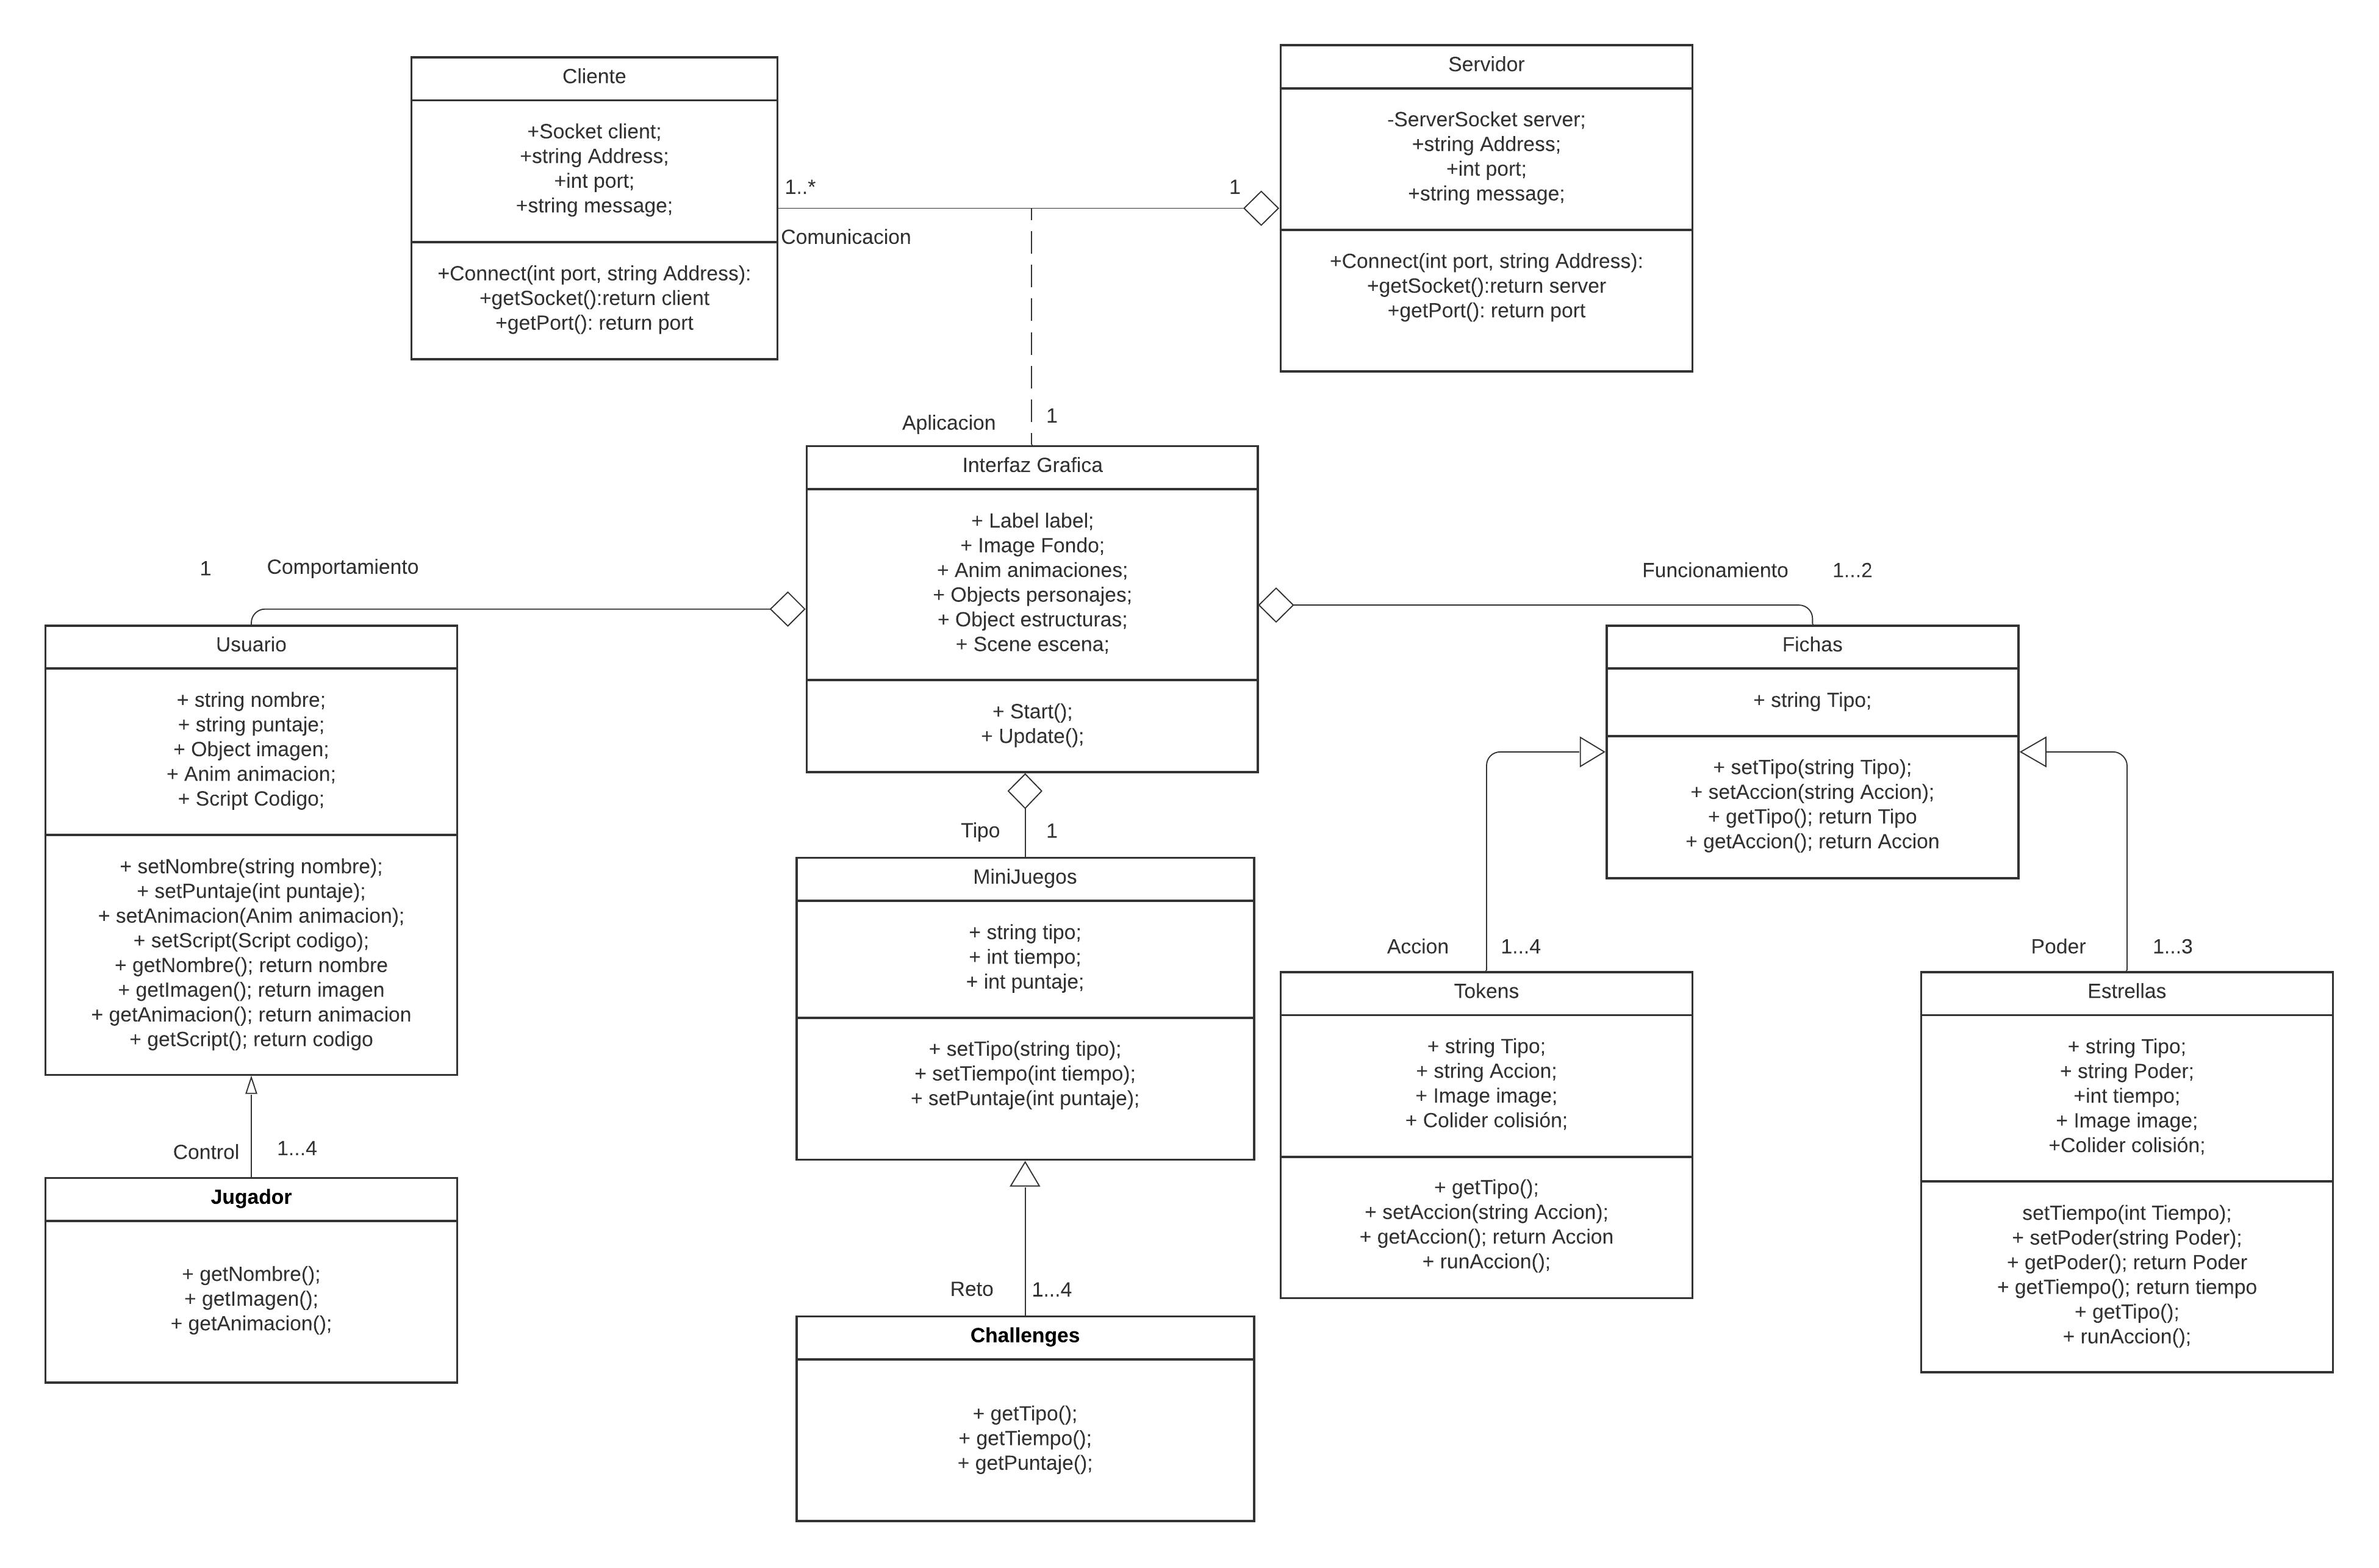 Cliente
+Socket client;
+string Address;
+int port;
+string message;
+Connect(int port, string Address):
+getSocket():return client
+getPort(): return port
1..*
1
Comunicacion
Servidor
-ServerSocket server;
+string Address;
+int port;
+string message;
+Connect(int port, string Address):
+getSocket():return server
+getPort(): return port
Aplicacion
1
Interfaz Grafica
+ Label label;
+ Image Fondo;
+ Anim animaciones;
+ Objects personajes;
+ Object estructuras;
+ Scene escena;
+ Start();
+ Update();
1
Comportamiento
Usuario
+ string nombre;
+ string puntaje;
+ Object imagen;
+ Anim animacion;
+ Script Codigo;
+ setNombre(string nombre);
+ setPuntaje(int puntaje);
+ setAnimacion(Anim animacion);
+ setScript(Script codigo);
+ getNombre(); return nombre
+ getImagen(); return imagen
+ getAnimacion(); return animacion
+ getScript(); return codigo
Control
1...4
Jugador
+ getNombre();
+ getImagen();
+ getAnimacion();
Tipo
1
MiniJuegos
+ string tipo;
+ int tiempo;
+ int puntaje;
+ setTipo(string tipo);
+ setTiempo(int tiempo);
+ setPuntaje(int puntaje);
Reto
1...4
Challenges
+ getTipo();
+ getTiempo();
+ getPuntaje();
Funcionamiento
1...2
Fichas
+ string Tipo;
+ setTipo(string Tipo);
+ setAccion(string Accion);
+ getTipo(); return Tipo
+ getAccion(); return Accion
Accion
1...4
Tokens
+ string Tipo;
+ string Accion;
+ Image image;
+ Colider colisión;
+ getTipo();
+ setAccion(string Accion);
+ getAccion(); return Accion
+ runAccion();
Poder
1...3
Estrellas
+ string Tipo;
+ string Poder;
+int tiempo;
+ Image image;
+Colider colisión;
setTiempo(int Tiempo);
+ setPoder(string Poder);
+ getPoder(); return Poder
+ getTiempo(); return tiempo
+ getTipo();
+ runAccion();